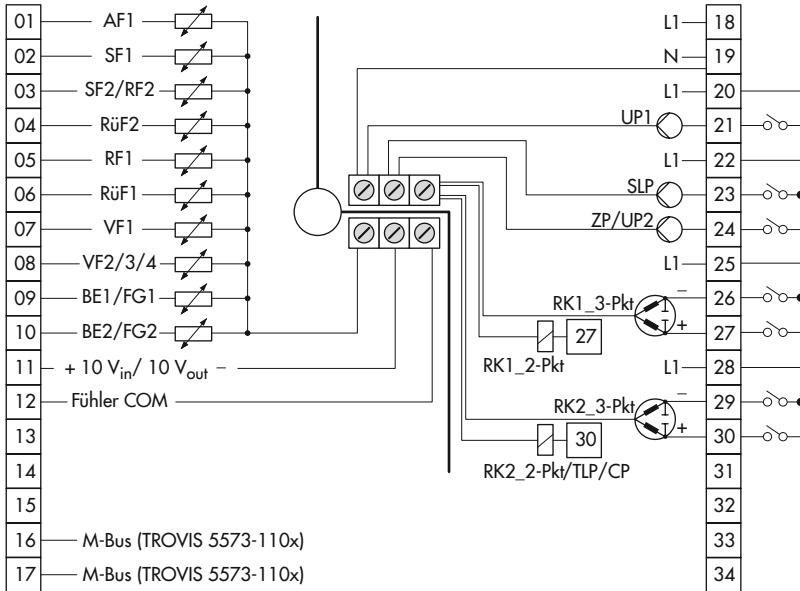 01 AF1 L1 18
02 SF1 N 19
03 SF2/RF2 L1 20
04 RüF2 UP1 21
05 RF1 L1 22
06 RüF1 SLP 23
07 VF1 ZP/UP2 24
08 VF2/3/4 L1 25
09 BE1/FG1 RK1_3-Pkt − 26
10 BE2/FG2 27 + 27
RK1_2-Pkt
11 + 10 Vin/ 10 Vout − L1 28
12 Fühler COM RK2_3-Pkt − 29
13 30 + 30
RK2_2-Pkt/TLP/CP
14 31
15 32
16 M-Bus (TROVIS 5573-110x) 33
17 M-Bus (TROVIS 5573-110x) 34